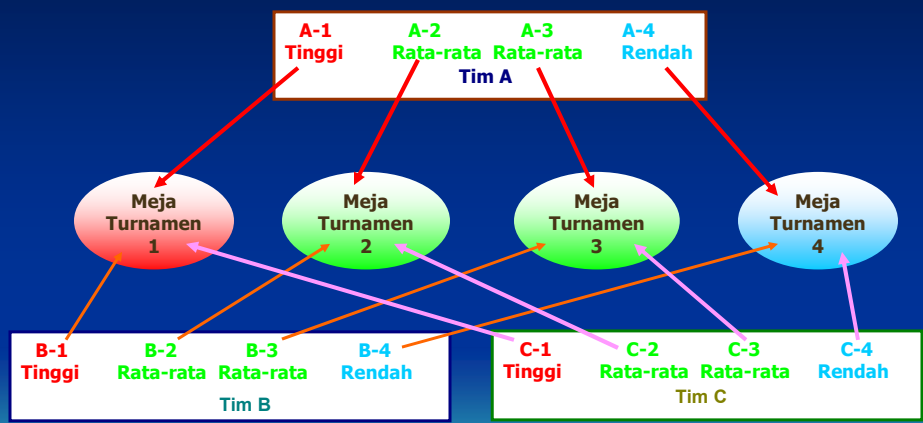 A-1 A-2 A-3 A-4
Tinggi Rata-rata Rata-rata Rendah
Tim A
Meja Turnamen 1
Meja Turnamen 2
Meja Turnamen 3
Meja Turnamen 4
B-1 B-2 B-3 B-4
Tinggi Rata-rata Rata-rata Rendah
Tim B
C-1 C-2 C-3 C-4
Tinggi Rata-rata Rata-rata Rendah
Tim C